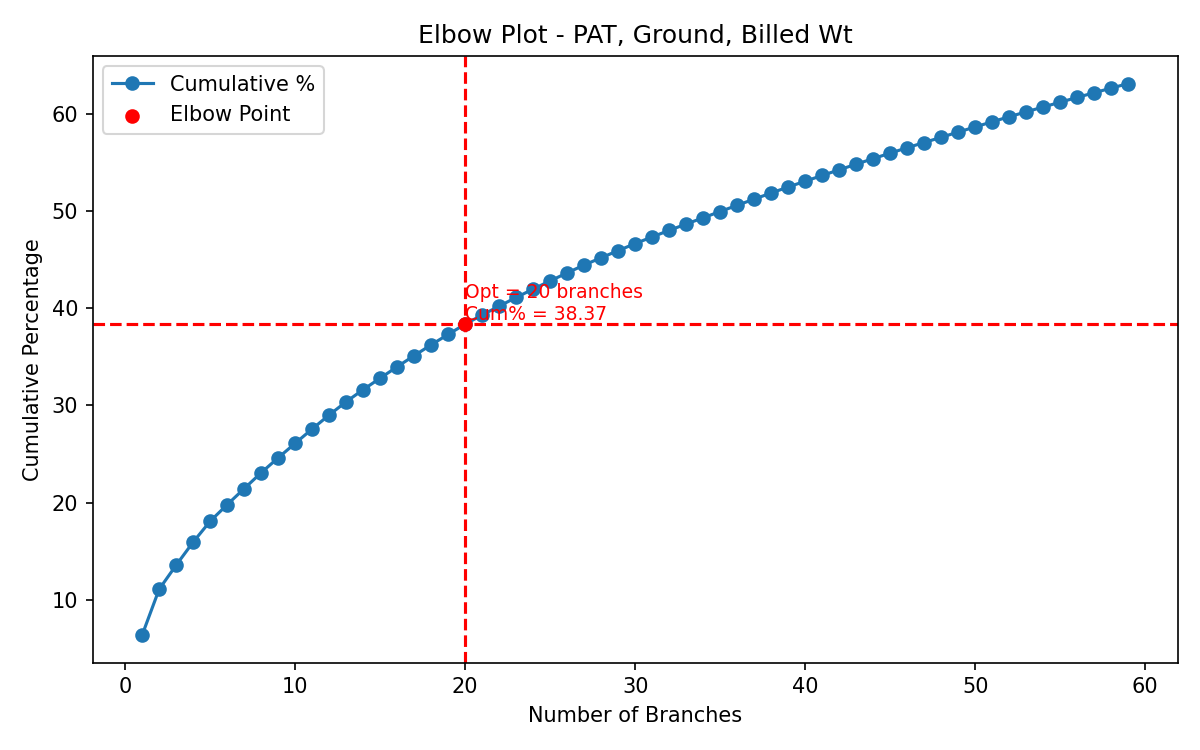 Elbow Plot - PAT, Ground, Billed Wt
Cumulative %
Elbow Point
Cumulative Percentage
60
50
40
30
20
10
Opt = 20 branches
Cum% = 38.37
0
10
20
30
40
50
60
Number of Branches